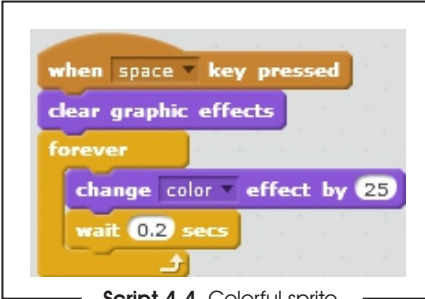 when space key pressed
clear graphic effects
forever
change color effect by 25
wait 0.2 secs
Script 4.4 Colorful sprite